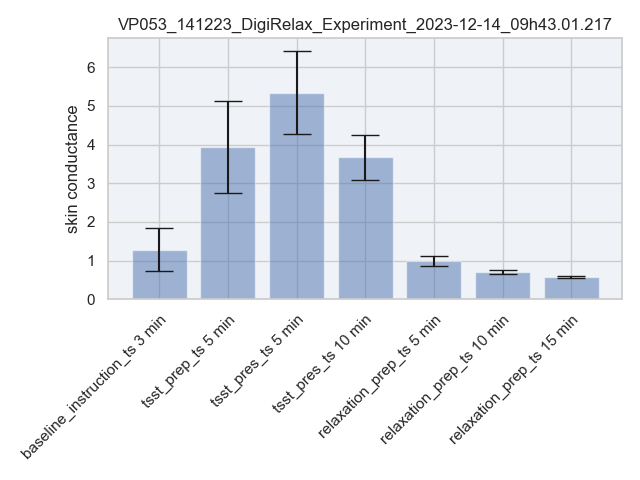 VP053_141223_DigiRelax_Experiment_2023-12-14_09h43.01.217
skin conductance
6
5
4
3
2
1
0
baseline_instruction_ts 3 min
tsst_prep_ts 5 min
tsst_pres_ts 5 min
tsst_pres_ts 10 min
relaxation_prep_ts 5 min
relaxation_prep_ts 10 min
relaxation_prep_ts 15 min